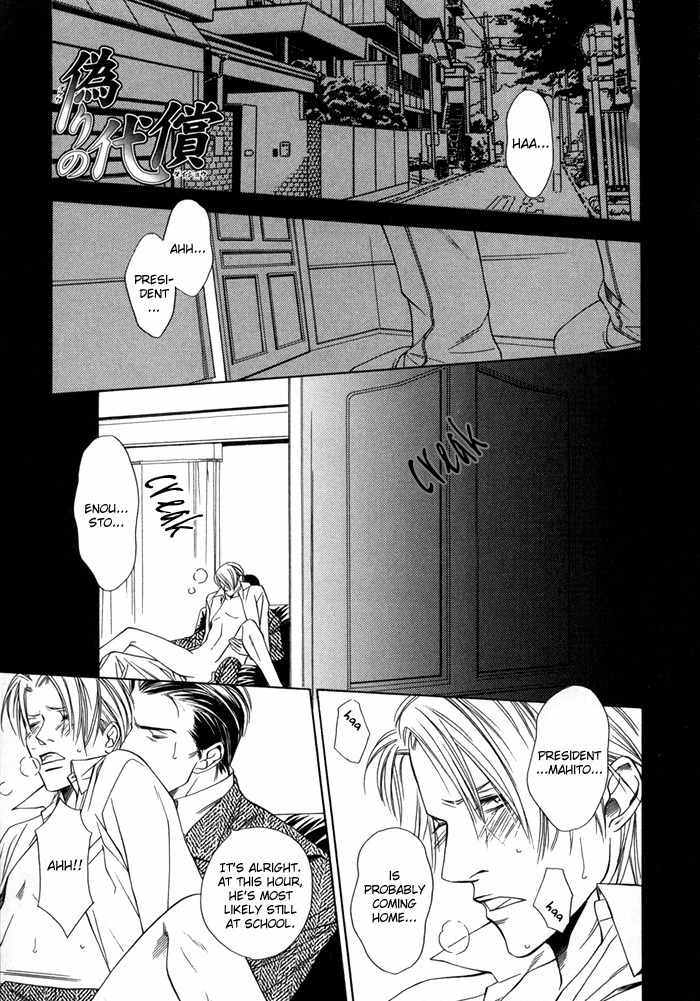 偽りの代償
HAA...
AHH...
PRESI-
DENT
...
creak
creak
ENOU...
STO...
haa
PRESIDENT
...MAHITO...
IS
PROBABLY
COMING
HOME...
haa
IT'S ALRIGHT.
AT THIS HOUR,
HE'S MOST
LIKELY STILL
AT SCHOOL.
AHH!!